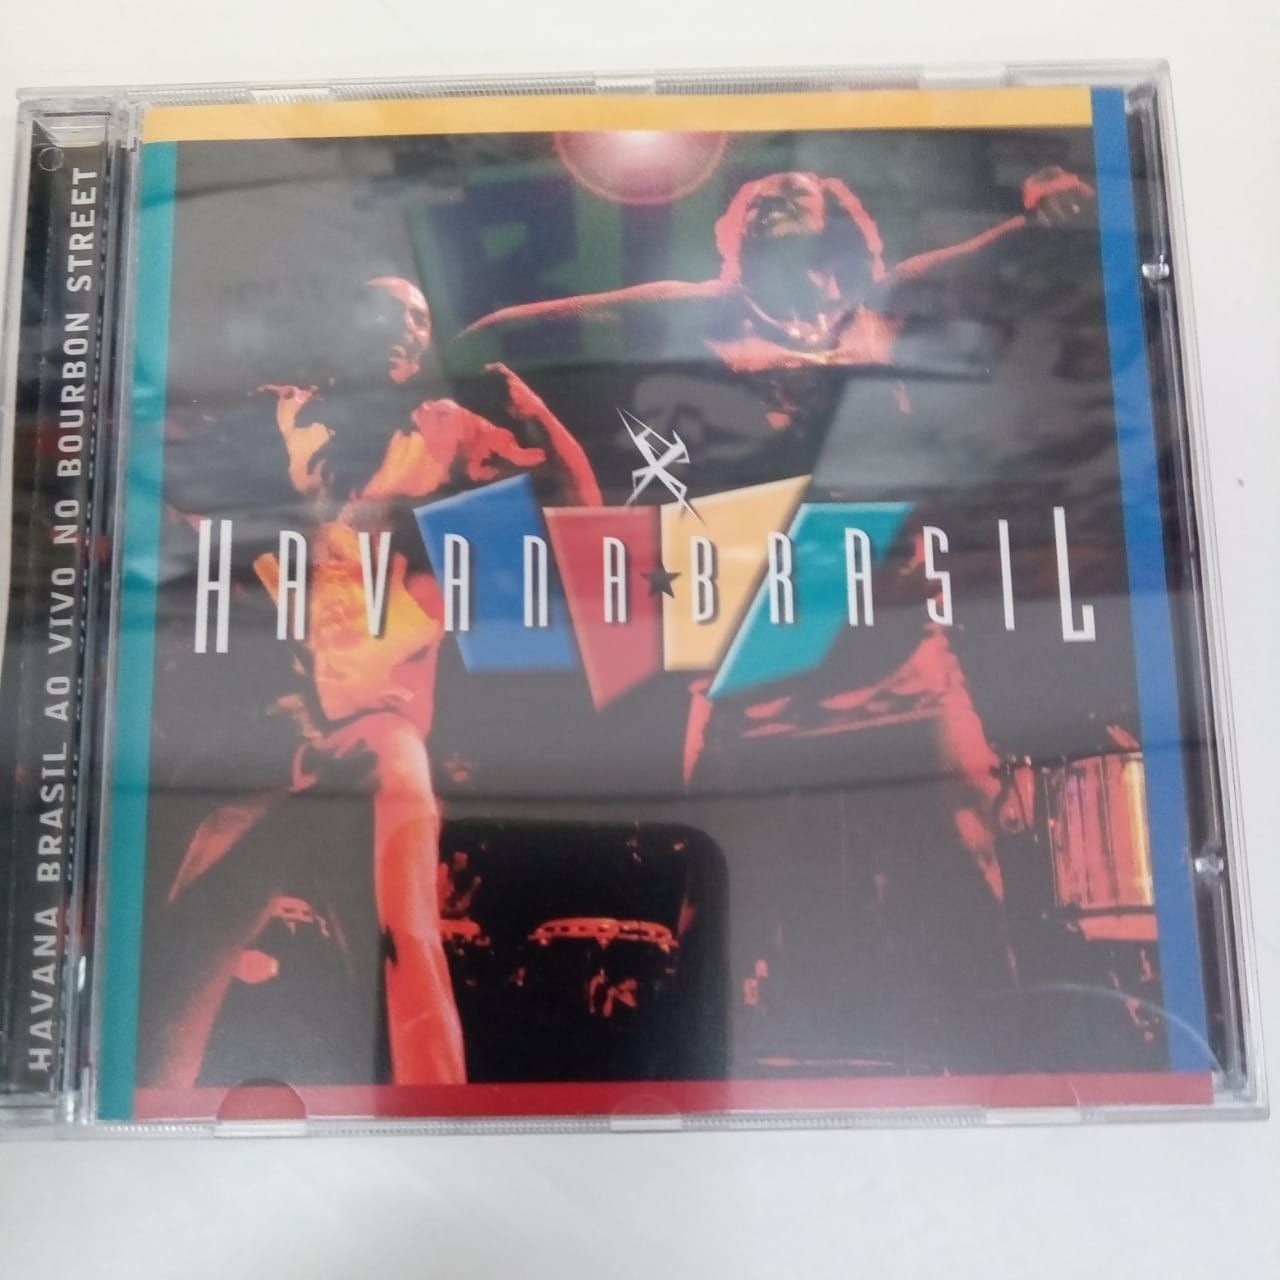 HAVANA BRASIL AO VIVO NO BOURBON STREET
HAVANA★BRASIL